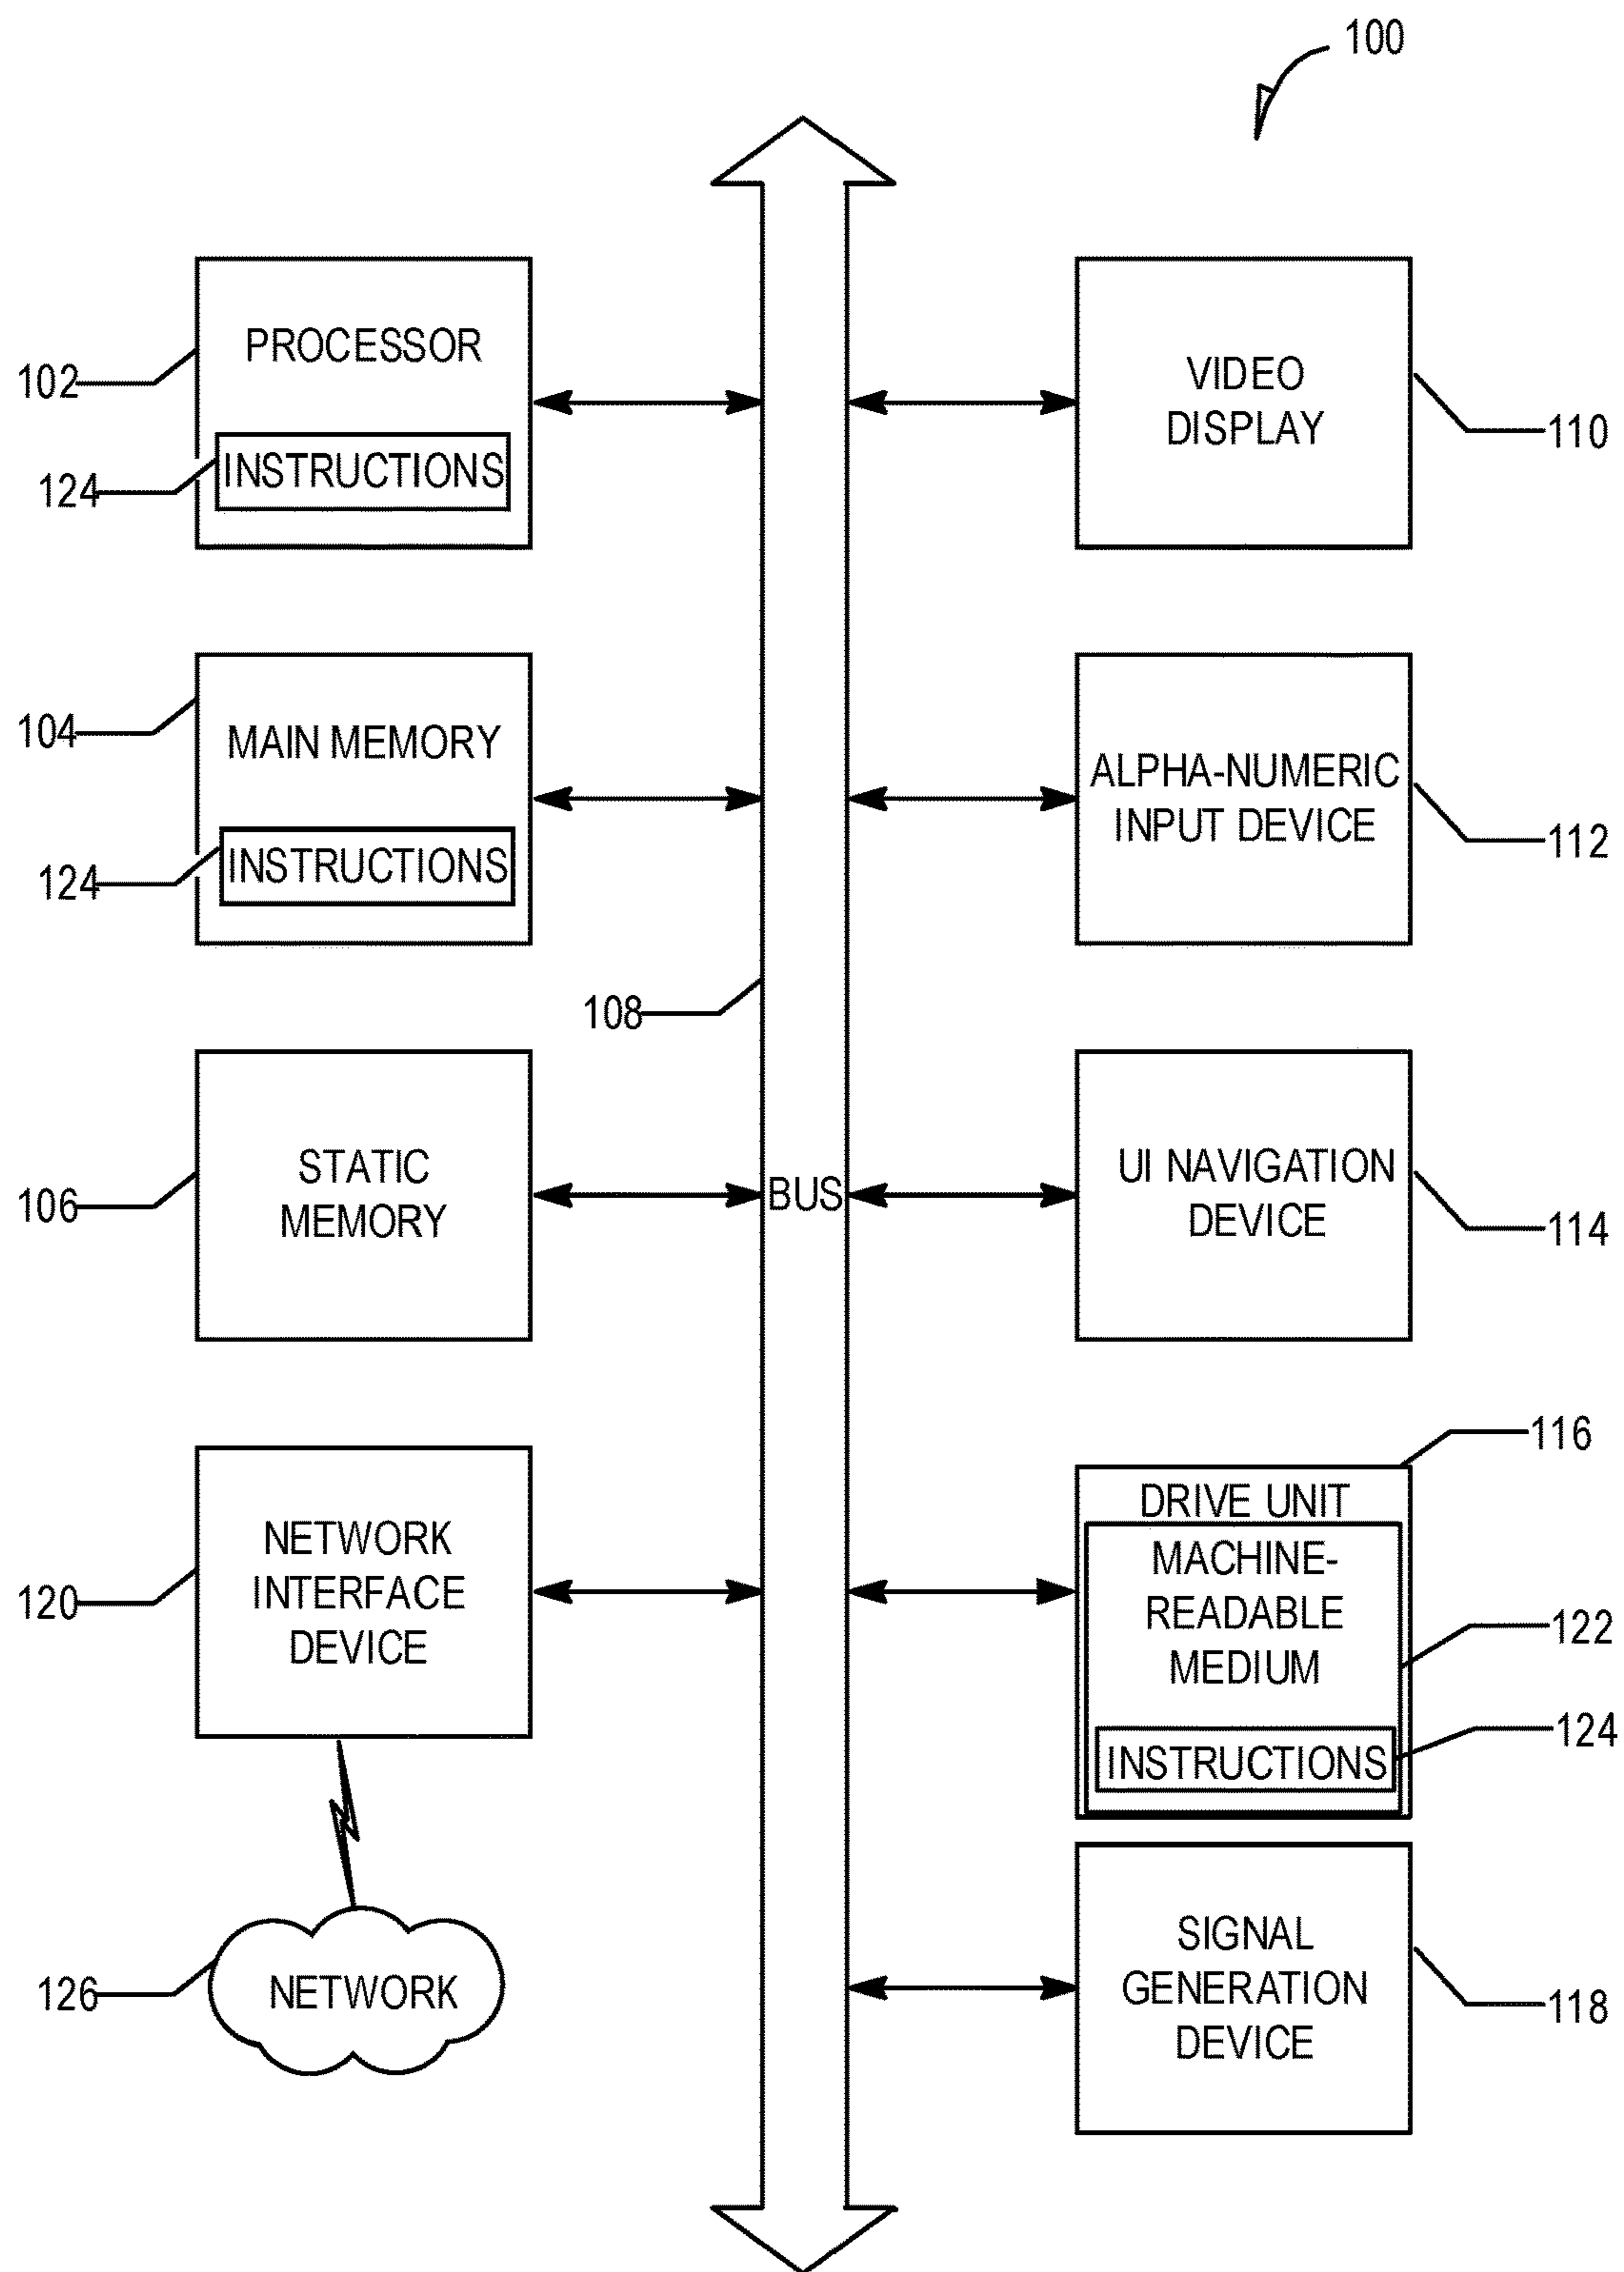 100
PROCESSOR
102
INSTRUCTIONS
124
VIDEO
DISPLAY
110
MAIN MEMORY
104
INSTRUCTIONS
124
ALPHA-NUMERIC
INPUT DEVICE
112
108
STATIC
MEMORY
106
BUS
UI NAVIGATION
DEVICE
114
NETWORK
INTERFACE
DEVICE
120
116
DRIVE UNIT
MACHINE-
READABLE
MEDIUM
122
INSTRUCTIONS
124
NETWORK
126
SIGNAL
GENERATION
DEVICE
118